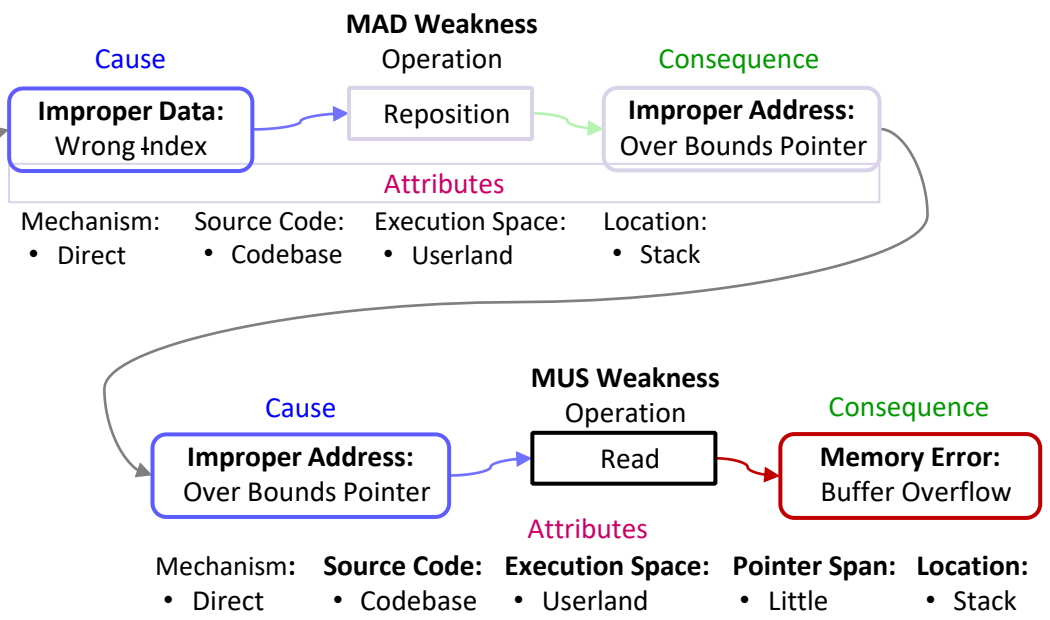 MAD Weakness
Cause Operation Consequence
Improper Data: Reposition Improper Address:
Wrong Index Over Bounds Pointer
Attributes
Mechanism: Source Code: Execution Space: Location:
• Direct • Codebase • Userland • Stack
MUS Weakness
Cause Operation Consequence
Improper Address: Read Memory Error:
Over Bounds Pointer Buffer Overflow
Attributes
Mechanism: Source Code: Execution Space: Pointer Span: Location:
• Direct • Codebase • Userland • Little • Stack